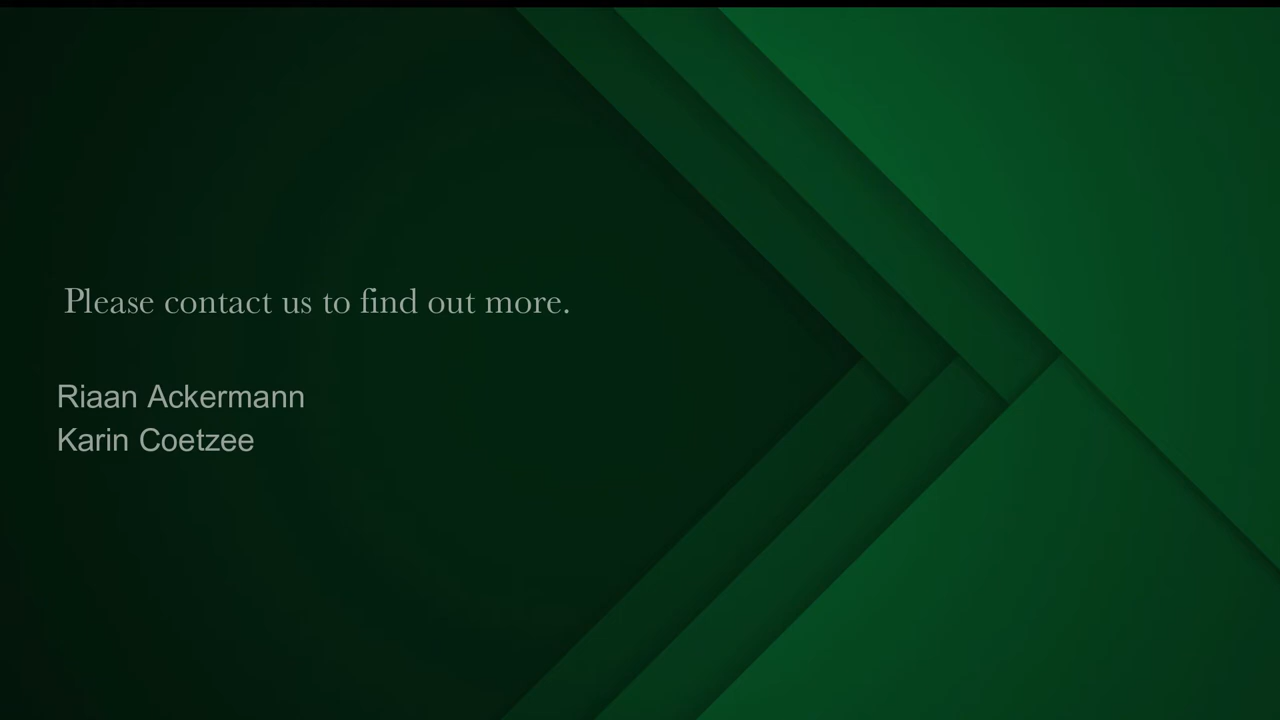 Please contact us to find out more.
Riaan Ackermann
Karin Coetzee